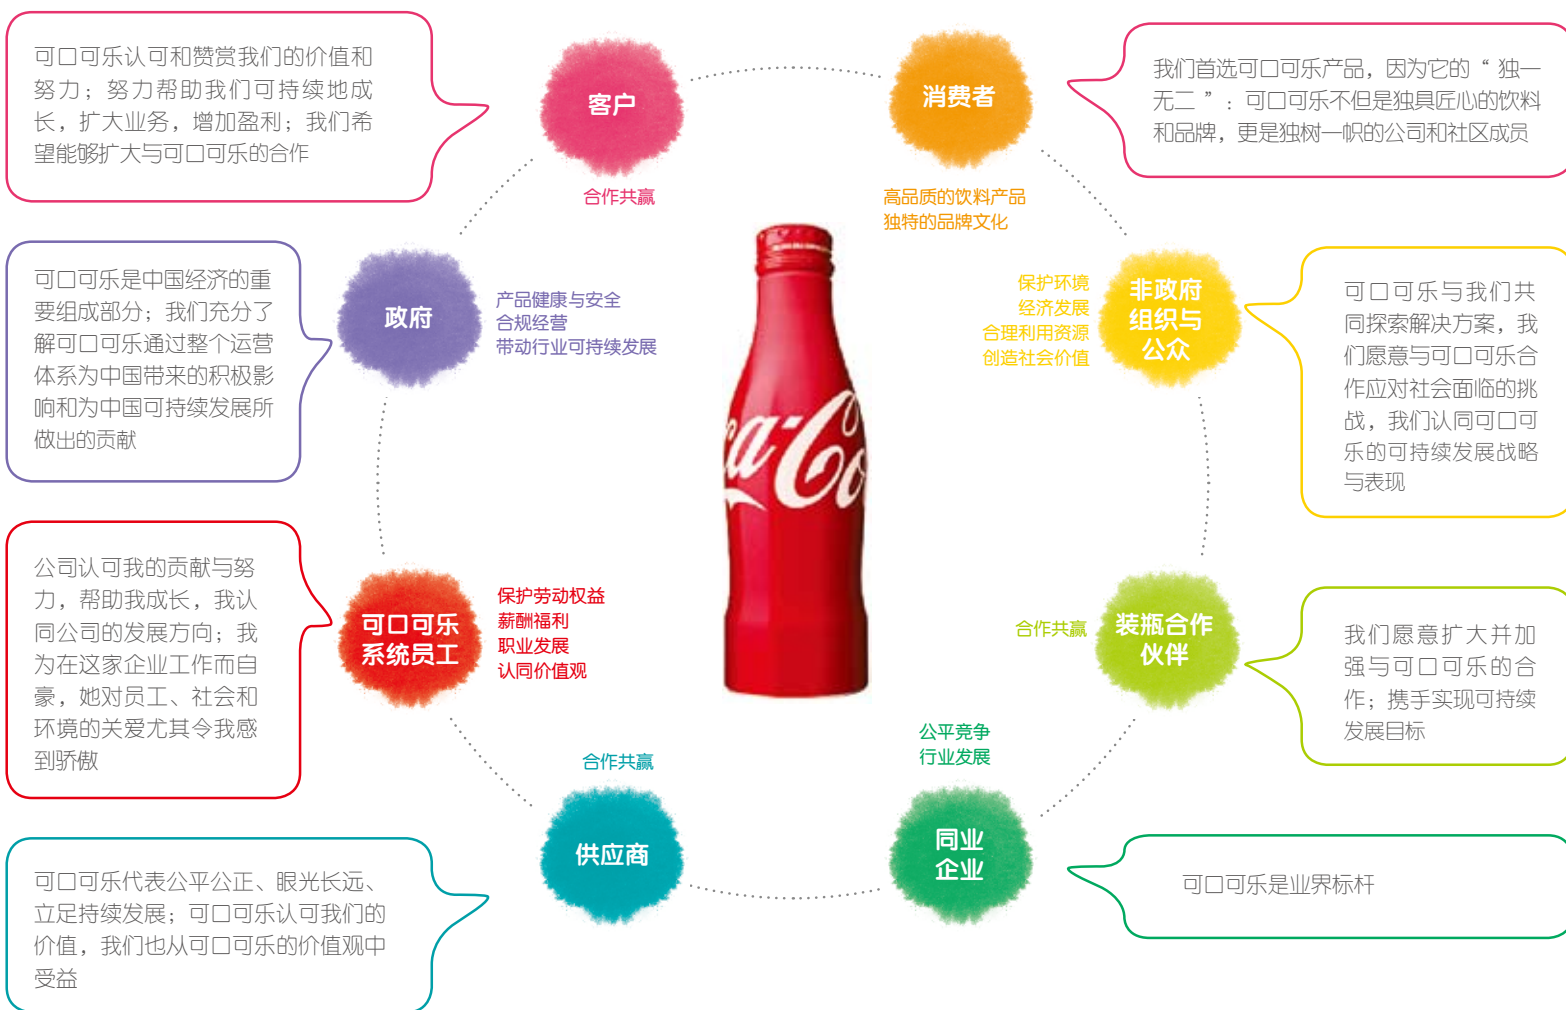 可口可乐认可和赞赏我们的价值和
努力；努力帮助我们可持续地成
长，扩大业务，增加盈利；我们希
望能够扩大与可口可乐的合作
客户
合作共赢
消费者
高品质的饮料产品
独特的品牌文化
我们首选可口可乐产品，因为它的“独一
无二”：可口可乐不但是独具匠心的饮料
和品牌，更是独树一帜的公司和社区成员
可口可乐是中国经济的重
要组成部分；我们充分了
解可口可乐通过整个运营
体系为中国带来的积极影
响和为中国可持续发展所
做出的贡献
政府
产品健康与安全
合规经营
带动行业可持续发展
保护环境
经济发展
合理利用资源
创造社会价值
非政府
组织与
公众
可口可乐与我们共
同探索解决方案，我
们愿意与可口可乐合
作应对社会面临的挑
战，我们认同可口可
乐的可持续发展战略
与表现
ca-Co
公司认可我的贡献与努
力，帮助我成长，我认
同公司的发展方向；我
为在这家企业工作而自
豪，她对员工、社会和
环境的关爱尤其令我感
到骄傲
可口可乐
系统员工
保护劳动权益
薪酬福利
职业发展
认同价值观
合作共赢
装瓶合作
伙伴
我们愿意扩大并加
强与可口可乐的合
作；携手实现可持续
发展目标
合作共赢
供应商
可口可乐代表公平公正、眼光长远、
立足持续发展；可口可乐认可我们的
价值，我们也从可口可乐的价值观中
受益
公平竞争
行业发展
同业
企业
可口可乐是业界标杆